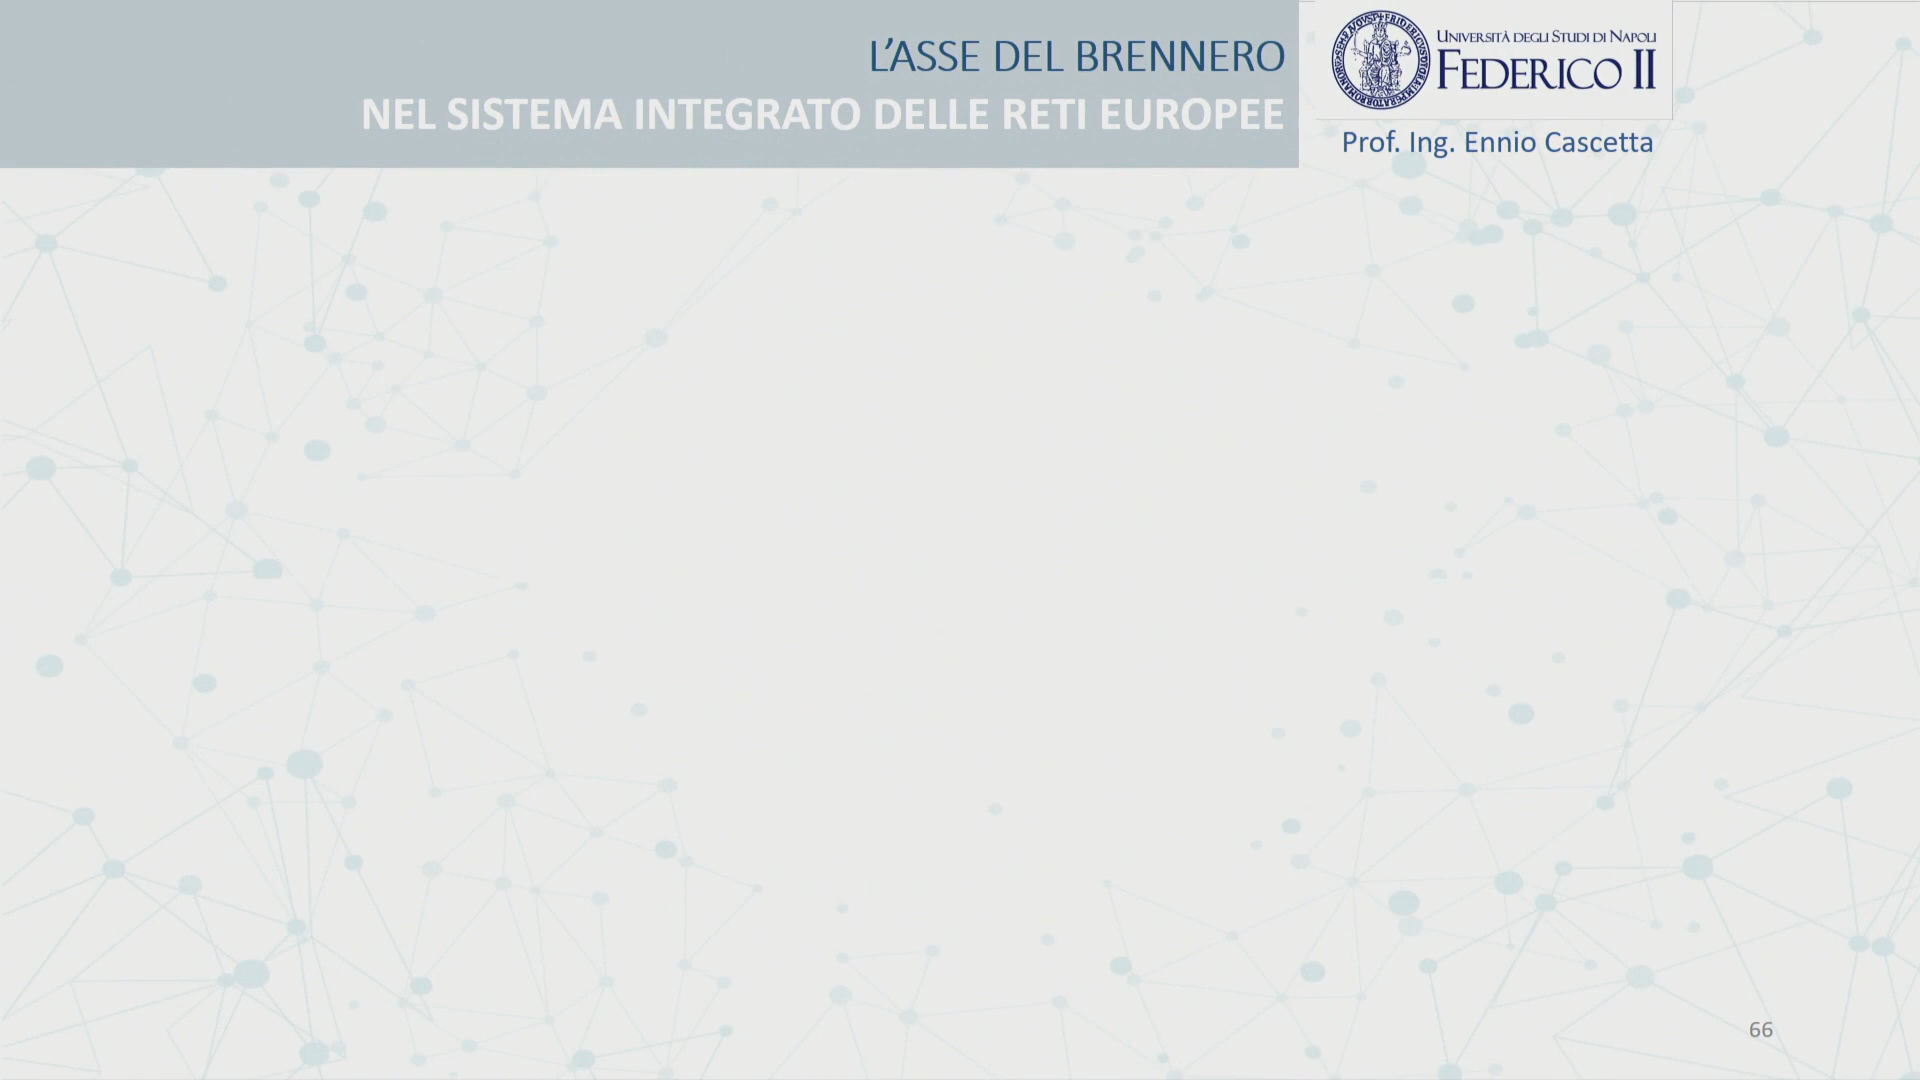 L'ASSE DEL BRENNERO
NEL SISTEMA INTEGRATO DELLE RETI EUROPEE
UNIVERSITÀ DEGLI STUDI DI NAPOLI
FEDERICO II
Prof. Ing. Ennio Cascetta
66